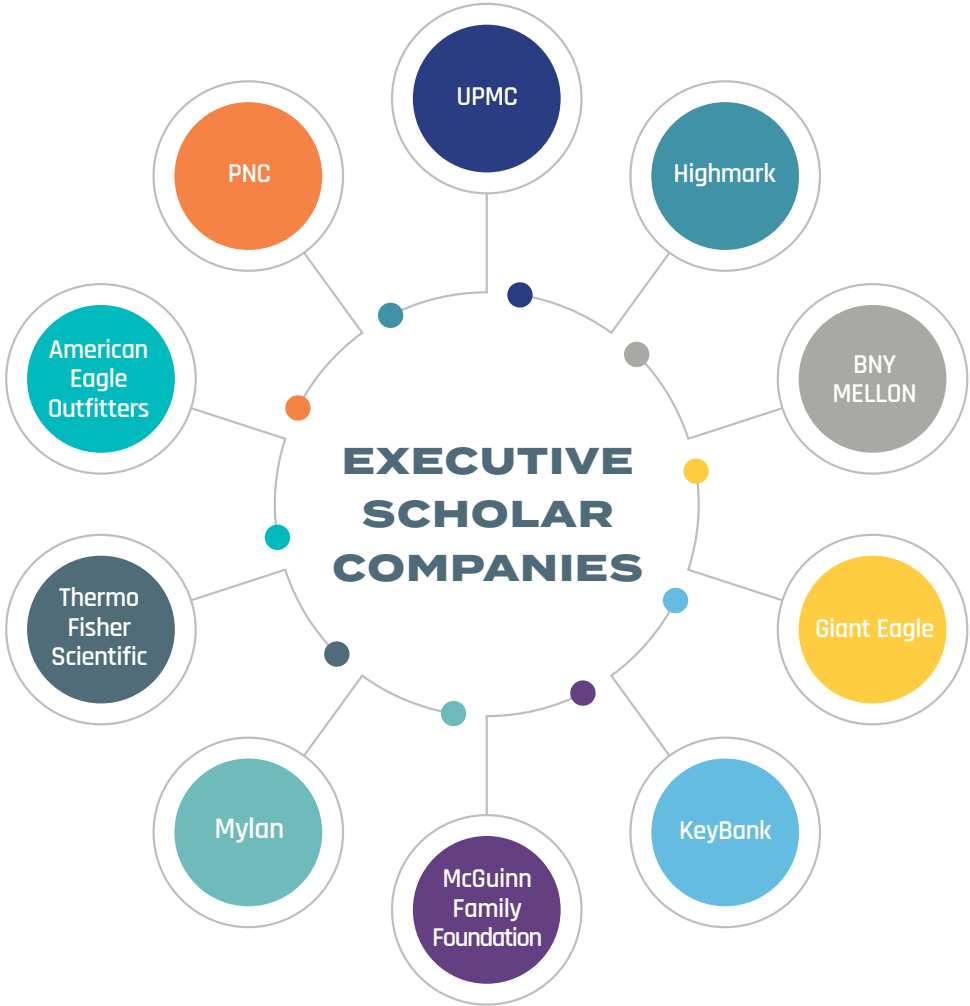 EXECUTIVE
SCHOLAR
COMPANIES
UPMC
Highmark
BNY
MELLON
Giant Eagle
KeyBank
McGuinn
Family
Foundation
Mylan
Thermo
Fisher
Scientific
American
Eagle
Outfitters
PNC